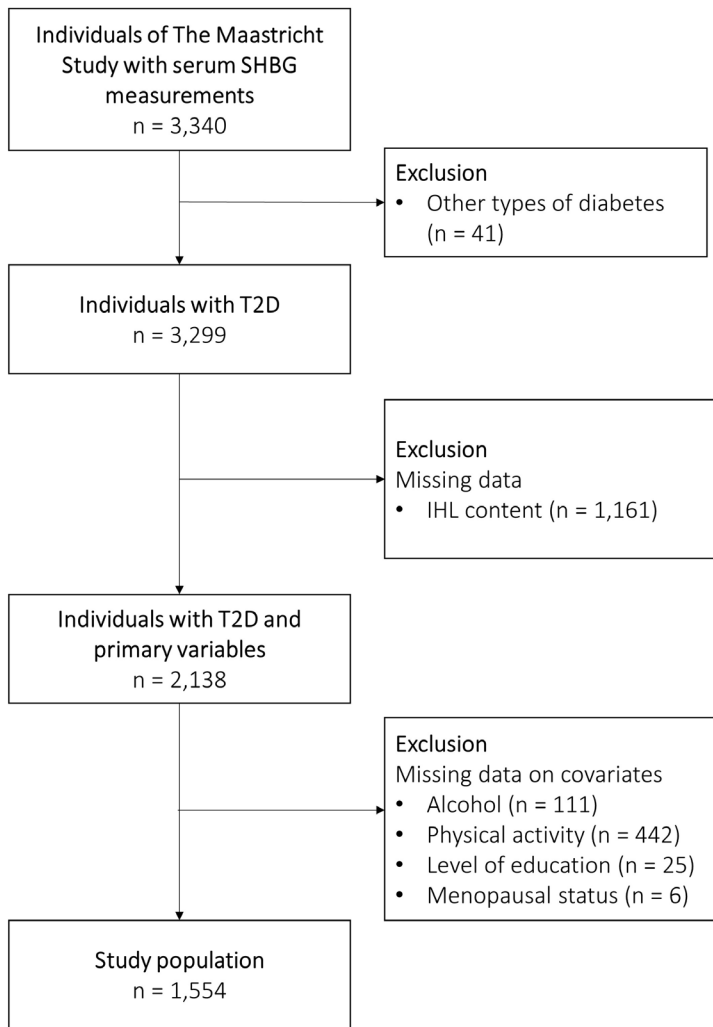 Individuals of The Maastricht
Study with serum SHBG
measurements
n = 3,340
Exclusion
• Other types of diabetes
(n = 41)
Individuals with T2D
n = 3,299
Exclusion
Missing data
• IHL content (n = 1,161)
Individuals with T2D and
primary variables
n = 2,138
Exclusion
Missing data on covariates
• Alcohol (n = 111)
• Physical activity (n = 442)
• Level of education (n = 25)
• Menopausal status (n = 6)
Study population
n = 1,554